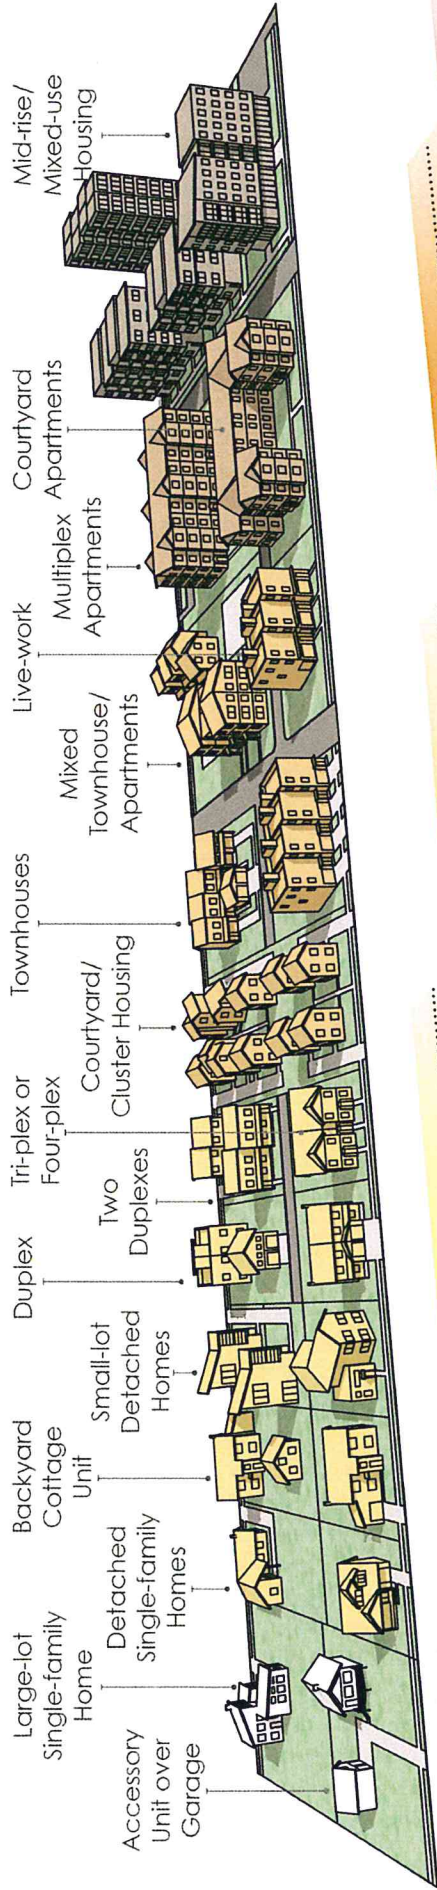 Large-lot
Single-family
Home
Accessory
Unit over
Garage
Detached
Single-family
Homes
Backyard
Cottage
Unit
Small-lot
Detached
Homes
Duplex
Two
Duplexes
Tri-plex or
Four-plex
Courtyard/
Cluster Housing
Townhouses
Mixed
Townhouse/
Apartments
Live-work
Multiplex
Apartments
Courtyard
Apartments
Mid-rise/
Mixed-use
Housing